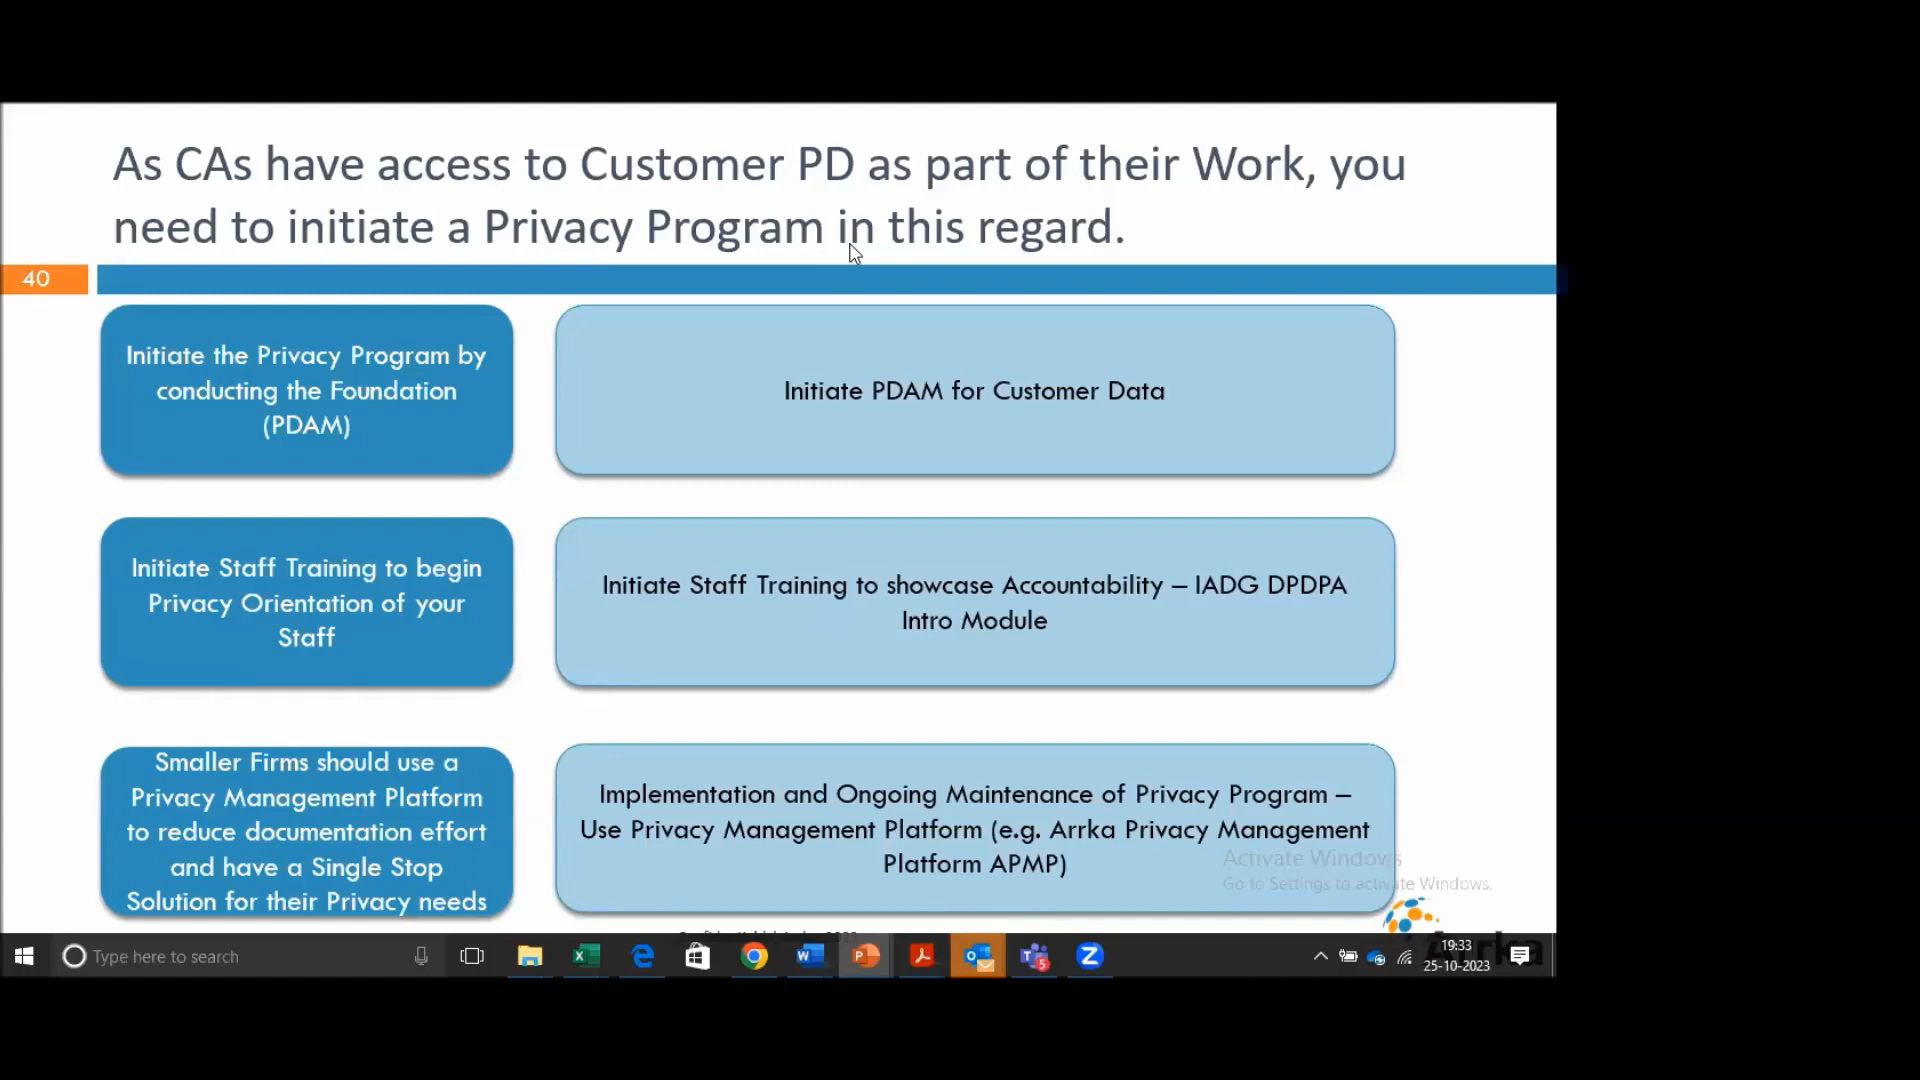 As CAs have access to Customer PD as part of their Work, you
need to initiate a Privacy Program in this regard.
40
Initiate the Privacy Program by
conducting the Foundation
(PDAM)
Initiate PDAM for Customer Data
Initiate Staff Training to begin
Privacy Orientation of your
Staff
Initiate Staff Training to showcase Accountability – IADG DPDPA
Intro Module
Smaller Firms should use a
Privacy Management Platform
to reduce documentation effort
and have a Single Stop
Solution for their Privacy needs
Implementation and Ongoing Maintenance of Privacy Program –
Use Privacy Management Platform (e.g. Arrka Privacy Management
Platform APMP)
Activate Windows
Go to Settings to activate Windows.
Type here to search
19:33
25-10-2023